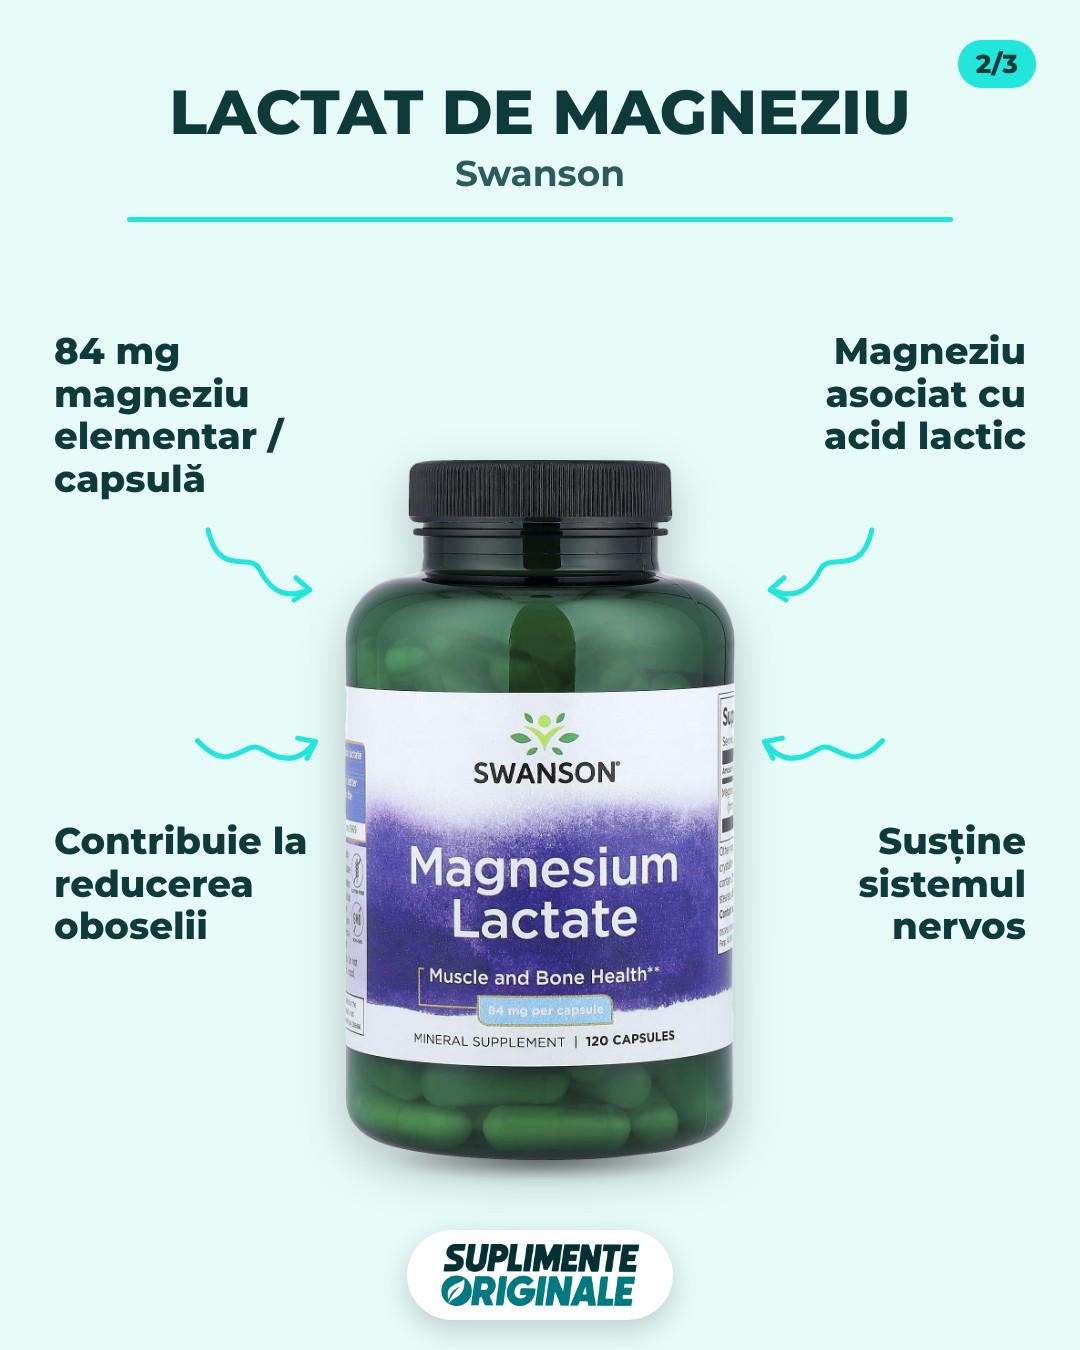 2/3
LACTAT DE MAGNEZIU
Swanson
84 mg
magneziu
elementar /
capsulă
Magneziu
asociat cu
acid lactic
Contribuie la
reducerea
oboselii
Susține
sistemul
nervos
SWANSON
Magnesium
Lactate
Muscle and Bone Health**
84 mg per capsule
MINERAL SUPPLEMENT | 120 CAPSULES
SUPLIMENTE
ORIGINALE